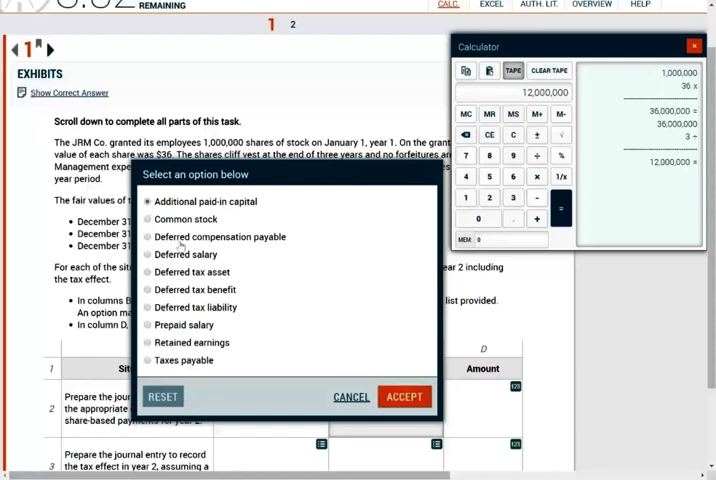 REMAINING
CALC.
EXCEL
AUTH. LIT.
OVERVIEW
HELP
1 2
1
EXHIBITS
Show Correct Answer
Scroll down to complete all parts of this task.
The JRM Co. granted its employees 1,000,000 shares of stock on January 1, year 1. On the grant
value of each share was $36. The shares cliff vest at the end of three years and no forfeitures are
Management expe
year period.
The fair values of t
December 31
December 31
December 31
For each of the sit
ear 2 including
the tax effect.
In columns B
list provided.
An option ma
In column D,
Select an option below
Additional paid-in capital
Common stock
Deferred compensation payable
Deferred salary
Deferred tax asset
Deferred tax benefit
Deferred tax liability
Prepaid salary
Retained earnings
Taxes payable
RESET
CANCEL
ACCEPT
D
1
Sit
Amount
2
Prepare the jour
the appropriate
share-based payments for year 2.
123
3
Prepare the journal entry to record
the tax effect in year 2, assuming a
123
Calculator
×
TAPE
CLEAR TAPE
12,000,000
MC MR MS M+ M-
CE C ± √
7 8 9 ÷ %
4 5 6 × 1/x
1 2 3 - =
0 . +
MEM: 0
1,000,000
36 x
36,000,000 =
36,000,000
3 ÷
12,000,000 =